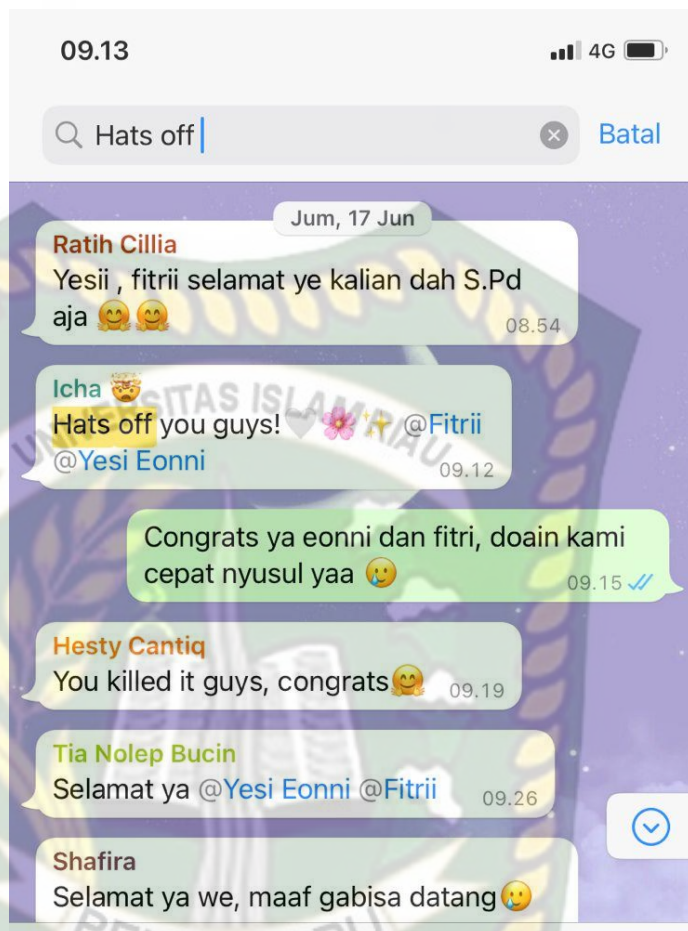 09.13
4G
Hats off
Batal
Jum, 17 Jun
Ratih Cillia
Yesii , fitrii selamat ye kalian dah S.Pd
aja 🤗🤗
08.54
Icha 🤯
Hats off you guys!🤍🌸✨ @Fitrii
@Yesi Eonni
09.12
Congrats ya eonni dan fitri, doain kami
cepat nyusul yaa 🥲
09.15
Hesty Cantiq
You killed it guys, congrats🤗 09.19
Tia Nolep Bucin
Selamat ya @Yesi Eonni @Fitrii 09.26
Shafira
Selamat ya we, maaf gabisa datang🥲
UNIVERSITAS ISLAM RIAU